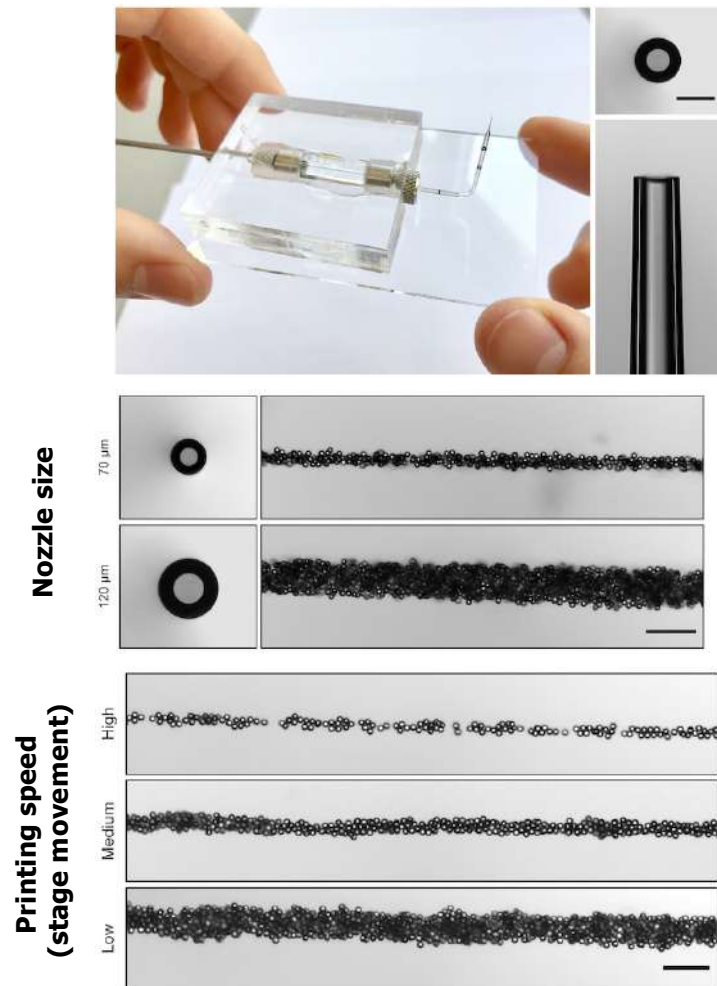 Nozzle size
70 µm
120 µm
Printing speed
(stage movement)
High
Medium
Low